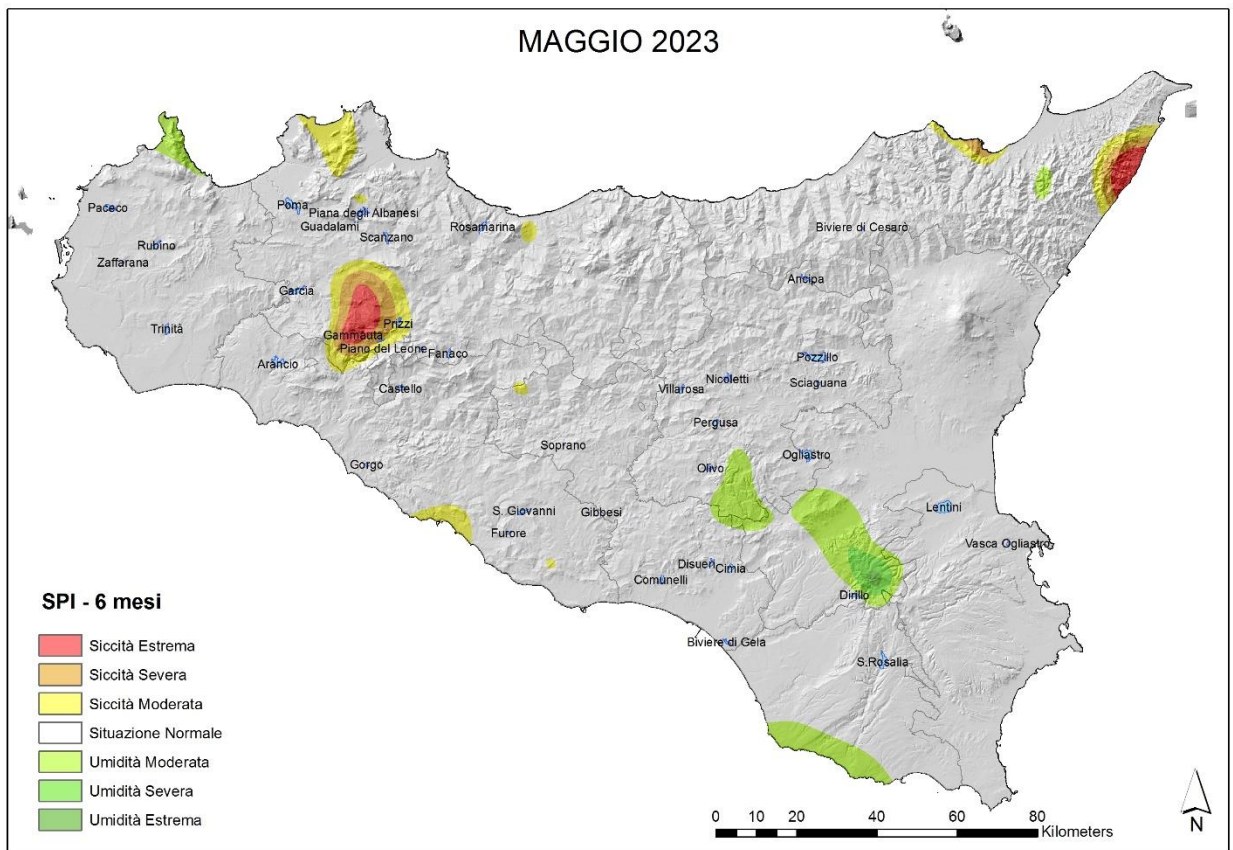 MAGGIO 2023
Paceco
Poma
Piana degli Albanesi
Guadalami
Scanzano
Rosamarina
Rubino
Zaffarana
Biviere di Cesarò
Ancipa
Garcia
Trinità
Prizzi
Gammauta
Piano del Leone
Fanaco
Arancio
Castello
Pozzillo
Nicoletti
Villarosa
Sciaguana
Pergusa
Soprano
Ogliastro
Olivo
Gorgo
S. Giovanni
Gibbesi
Furore
Lentini
Vasca Ogliastro
Disueri
Cimia
Comunelli
Dirillo
Biviere di Gela
S.Rosalia
SPI - 6 mesi
Siccità Estrema
Siccità Severa
Siccità Moderata
Situazione Normale
Umidità Moderata
Umidità Severa
Umidità Estrema
0 10 20 40 60 80
Kilometers
N